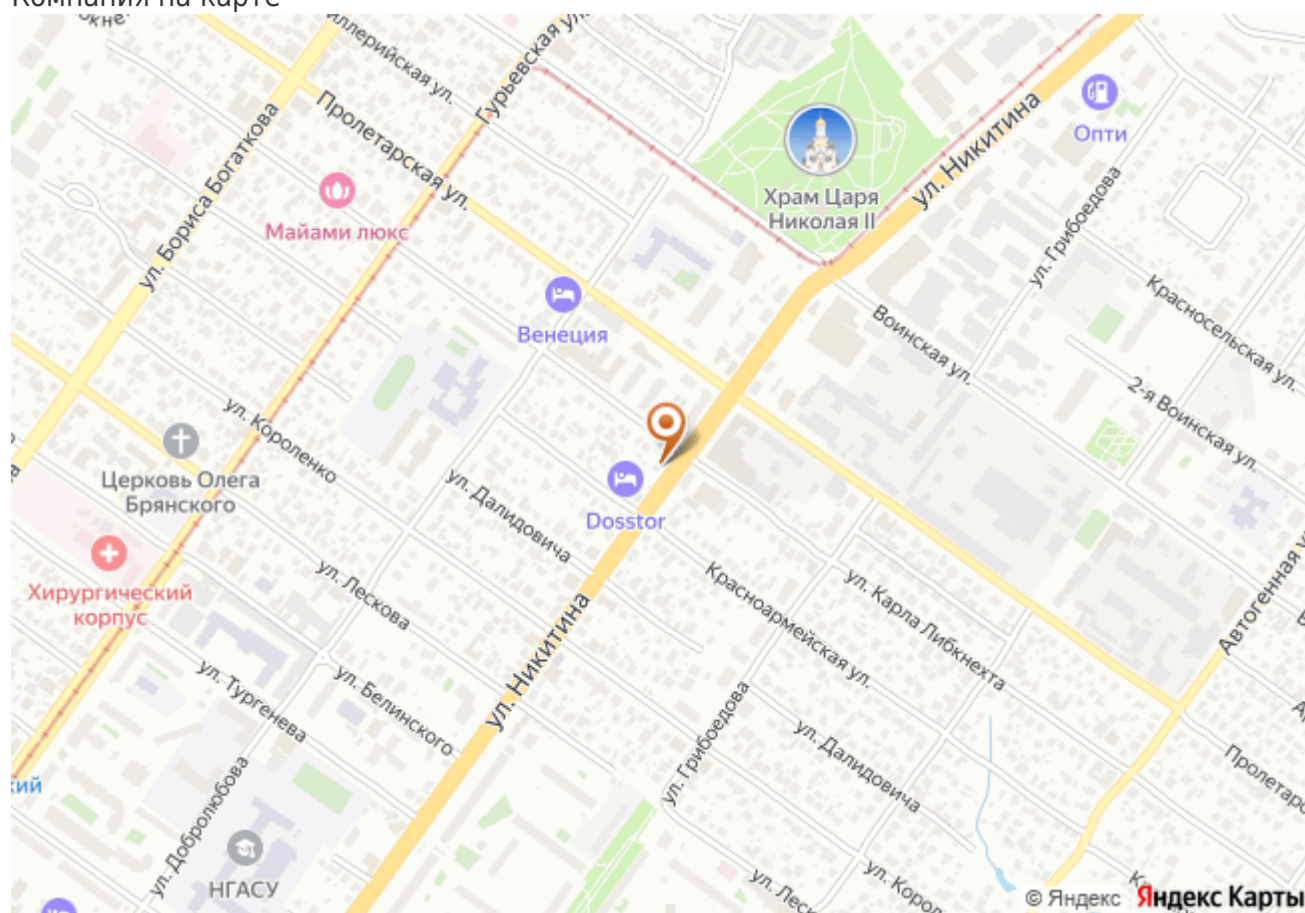 Компания на карте
Гурьевская ул.
Пролетарская ул.
ул. Бориса Богаткова
Майами люкс
Храм Царя
Николая II
ул. Никитина
Опти
ул. Грибоедова
Венеция
Воинская ул.
Красносельская ул.
2-я Воинская ул.
ул. Короленко
Церковь Олега
Брянского
ул. Далидовича
Dosstor
Хирургический
корпус
ул. Лескова
Красноармейская ул.
ул. Карла Либкнехта
Автогенная
ул. Тургенева
ул. Белинского
ул. Никитина
ул. Грибоедова
ул. Далидовича
ул. Добролюбова
НГАСУ
© Яндекс Яндекс Карты